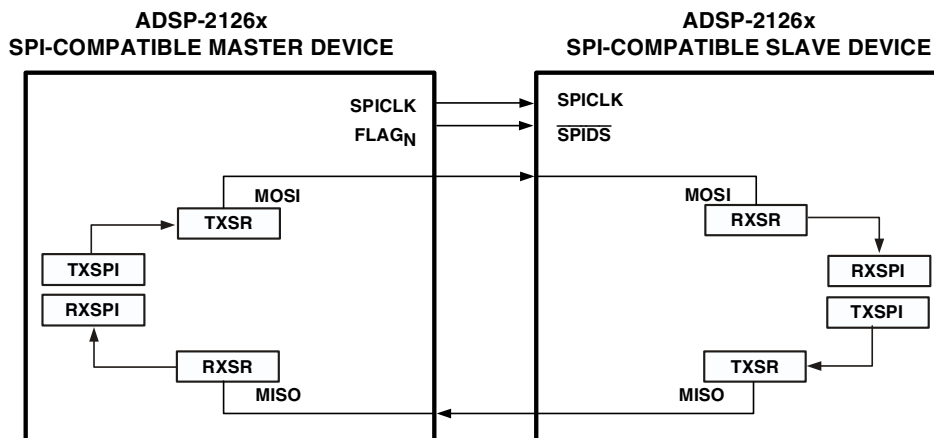 ADSP-2126x
SPI-COMPATIBLE MASTER DEVICE
ADSP-2126x
SPI-COMPATIBLE SLAVE DEVICE
SPICLK
FLAGN
SPICLK
SPIDS
MOSI
TXSR
TXSPI
RXSPI
RXSR
MISO
MOSI
RXSR
RXSPI
TXSPI
TXSR
MISO